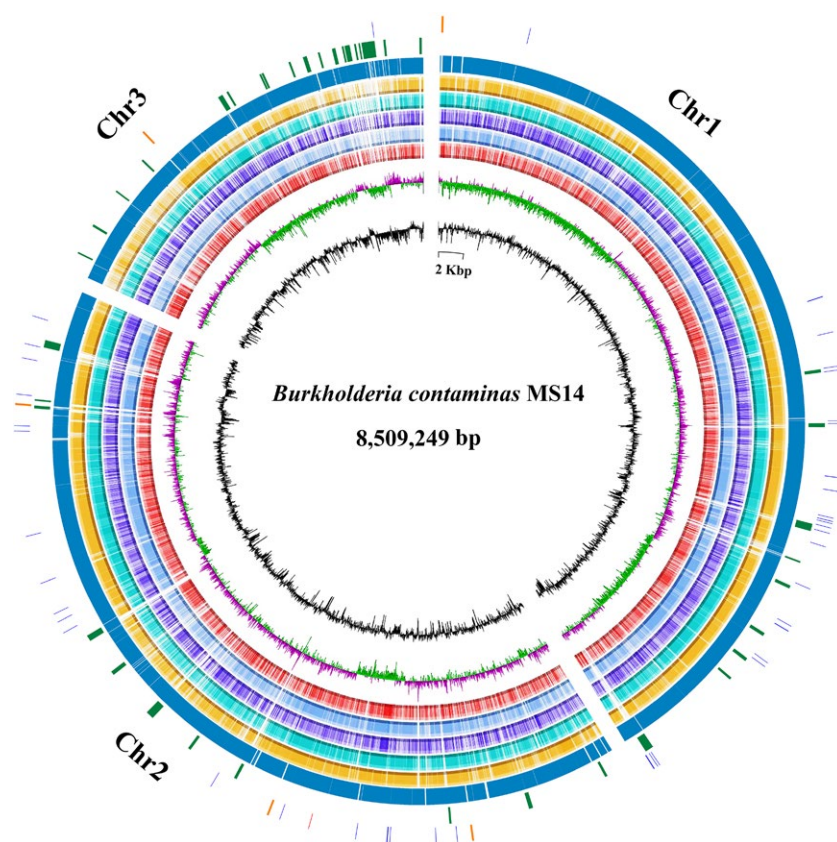 Chr3
Chr1
2 Kbp
Burkholderia contaminas MS14
8,509,249 bp
Chr2